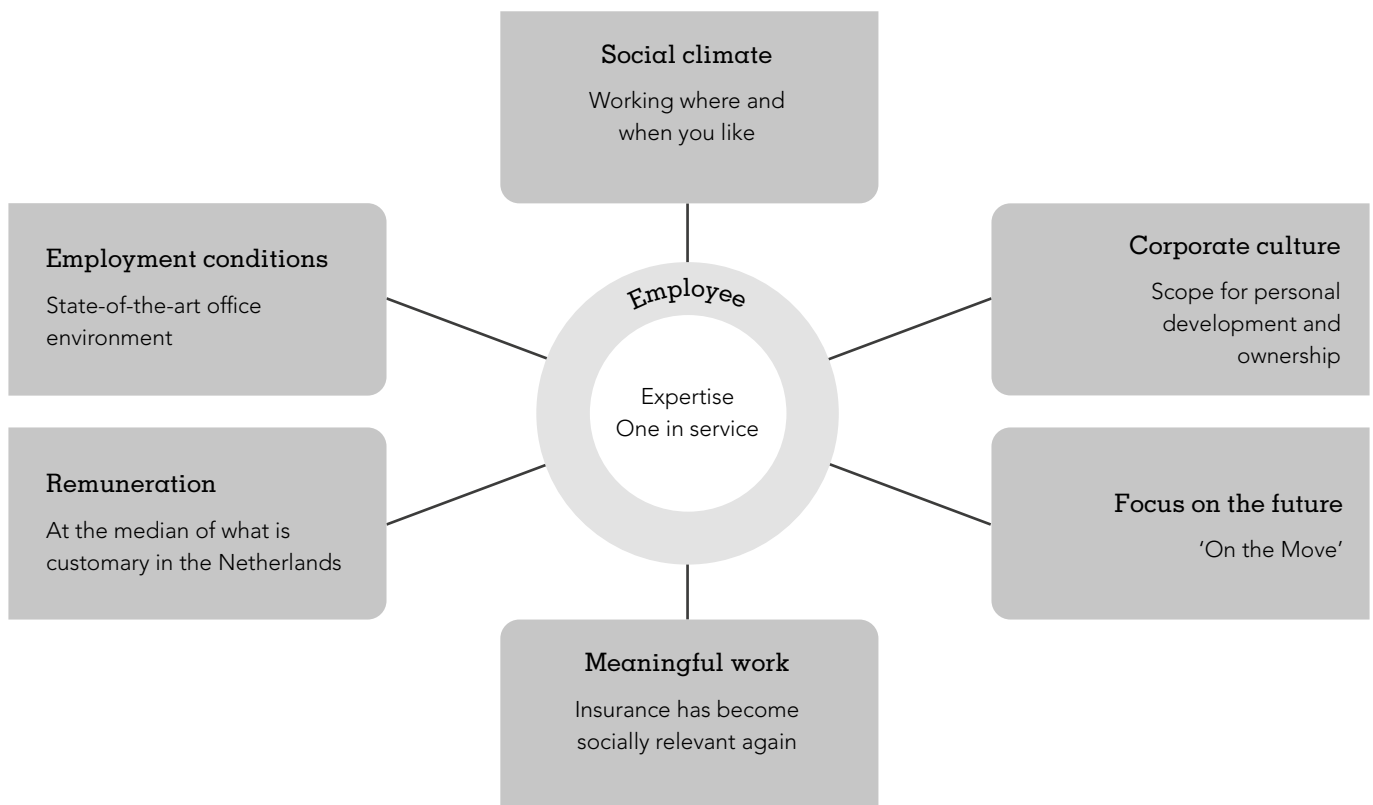 Social climate
Working where and
when you like
Employment conditions
State-of-the-art office
environment
Corporate culture
Scope for personal
development and
ownership
Employee
Expertise
One in service
Remuneration
At the median of what is
customary in the Netherlands
Focus on the future
‘On the Move’
Meaningful work
Insurance has become
socially relevant again